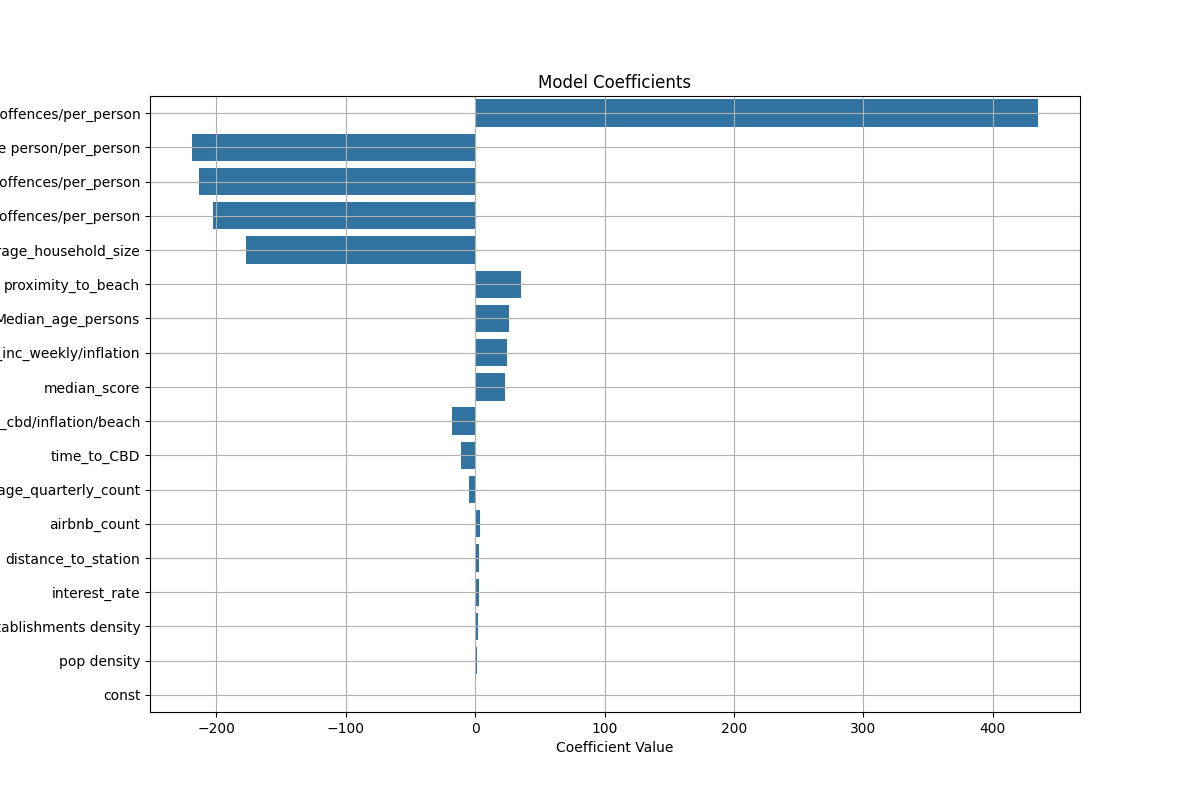 Model Coefficients
offences/per_person
e person/per_person
offences/per_person
offences/per_person
rage_household_size
proximity_to_beach
Median_age_persons
_inc_weekly/inflation
median_score
_cbd/inflation/beach
time_to_CBD
age_quarterly_count
airbnb_count
distance_to_station
interest_rate
tablishments density
pop density
const
−200 −100 0 100 200 300 400
Coefficient Value